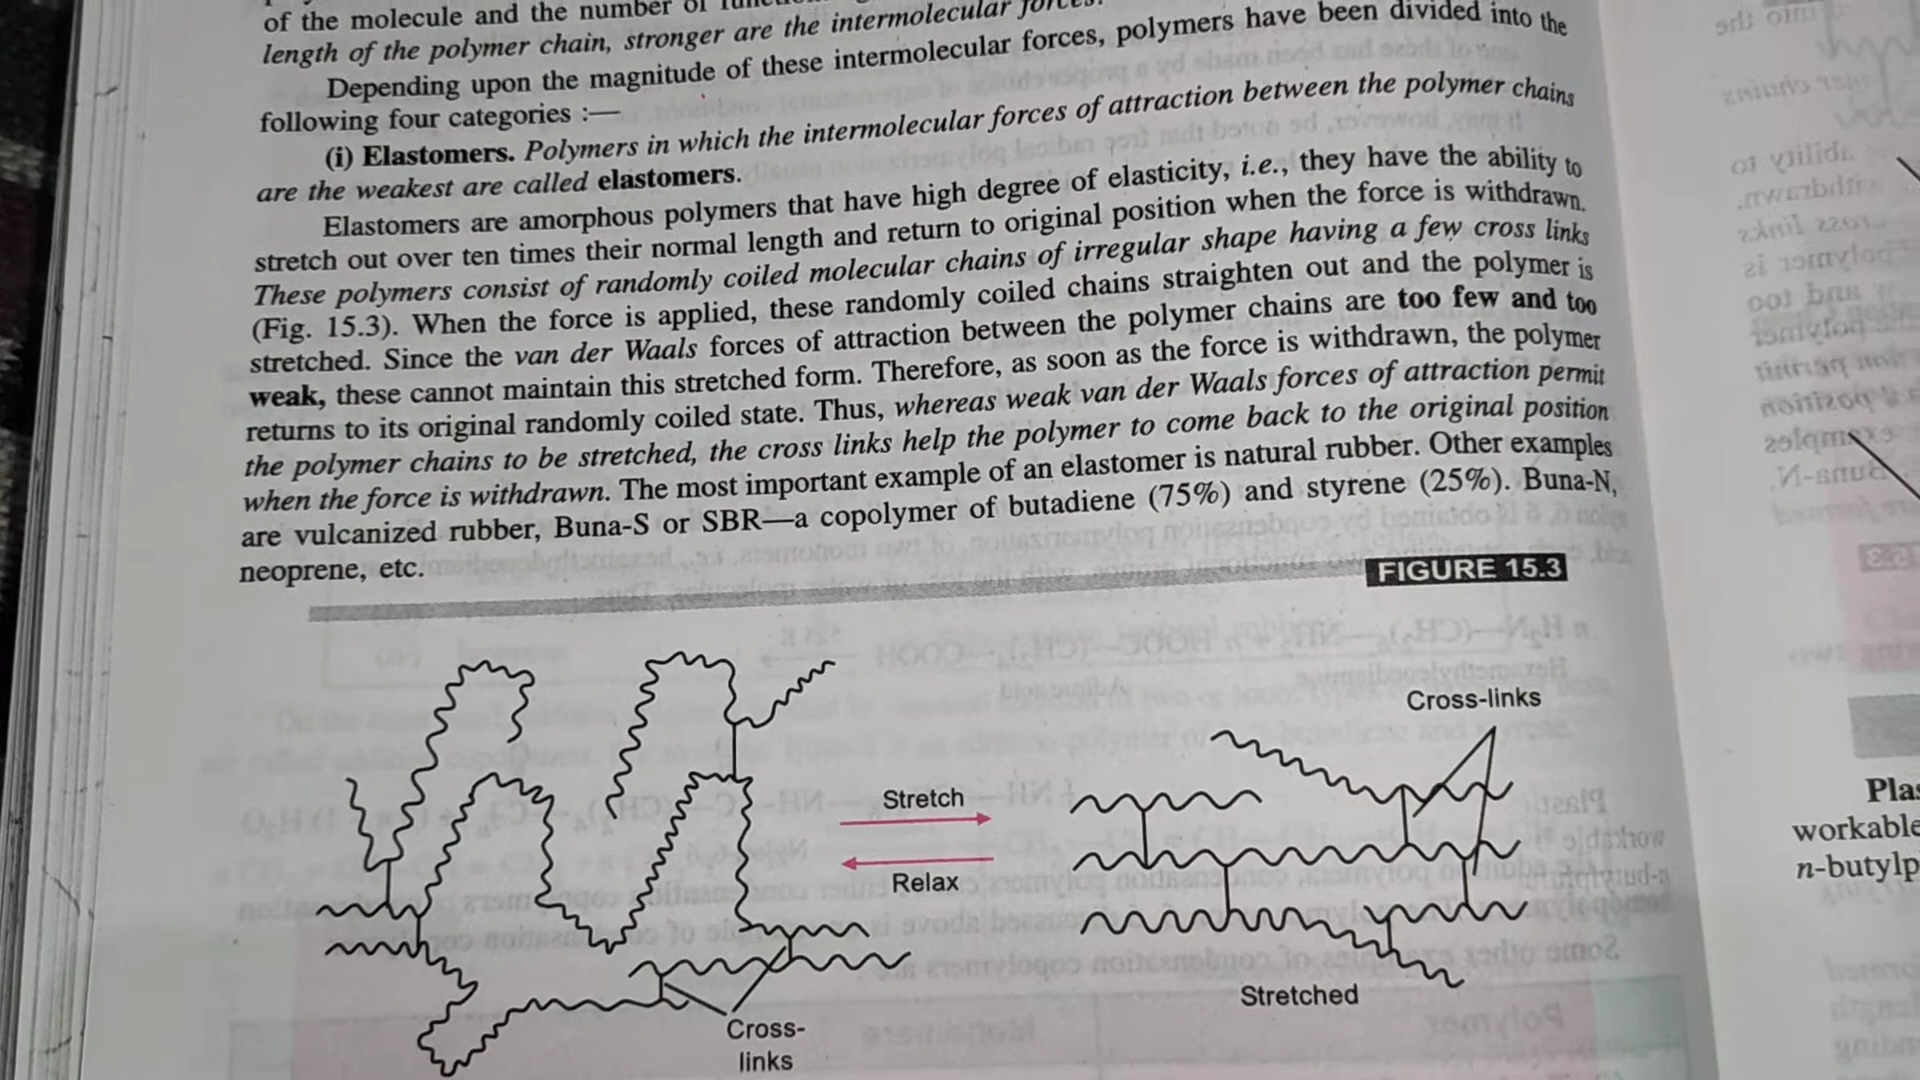 of the molecule and the number of
length of the polymer chain, stronger are the intermolecular forces.
Depending upon the magnitude of these intermolecular forces, polymers have been divided into the
following four categories :—
(i) Elastomers. Polymers in which the intermolecular forces of attraction between the polymer chains
are the weakest are called elastomers.
Elastomers are amorphous polymers that have high degree of elasticity, i.e., they have the ability to
stretch out over ten times their normal length and return to original position when the force is withdrawn.
These polymers consist of randomly coiled molecular chains of irregular shape having a few cross links
(Fig. 15.3). When the force is applied, these randomly coiled chains straighten out and the polymer is
stretched. Since the van der Waals forces of attraction between the polymer chains are too few and too
weak, these cannot maintain this stretched form. Therefore, as soon as the force is withdrawn, the polymer
returns to its original randomly coiled state. Thus, whereas weak van der Waals forces of attraction permit
the polymer chains to be stretched, the cross links help the polymer to come back to the original position
when the force is withdrawn. The most important example of an elastomer is natural rubber. Other examples
are vulcanized rubber, Buna-S or SBR—a copolymer of butadiene (75%) and styrene (25%). Buna-N,
neoprene, etc.
FIGURE 15.3
Cross-links
Stretch
Relax
Stretched
Cross-
links
Plas
workable
n-butylp